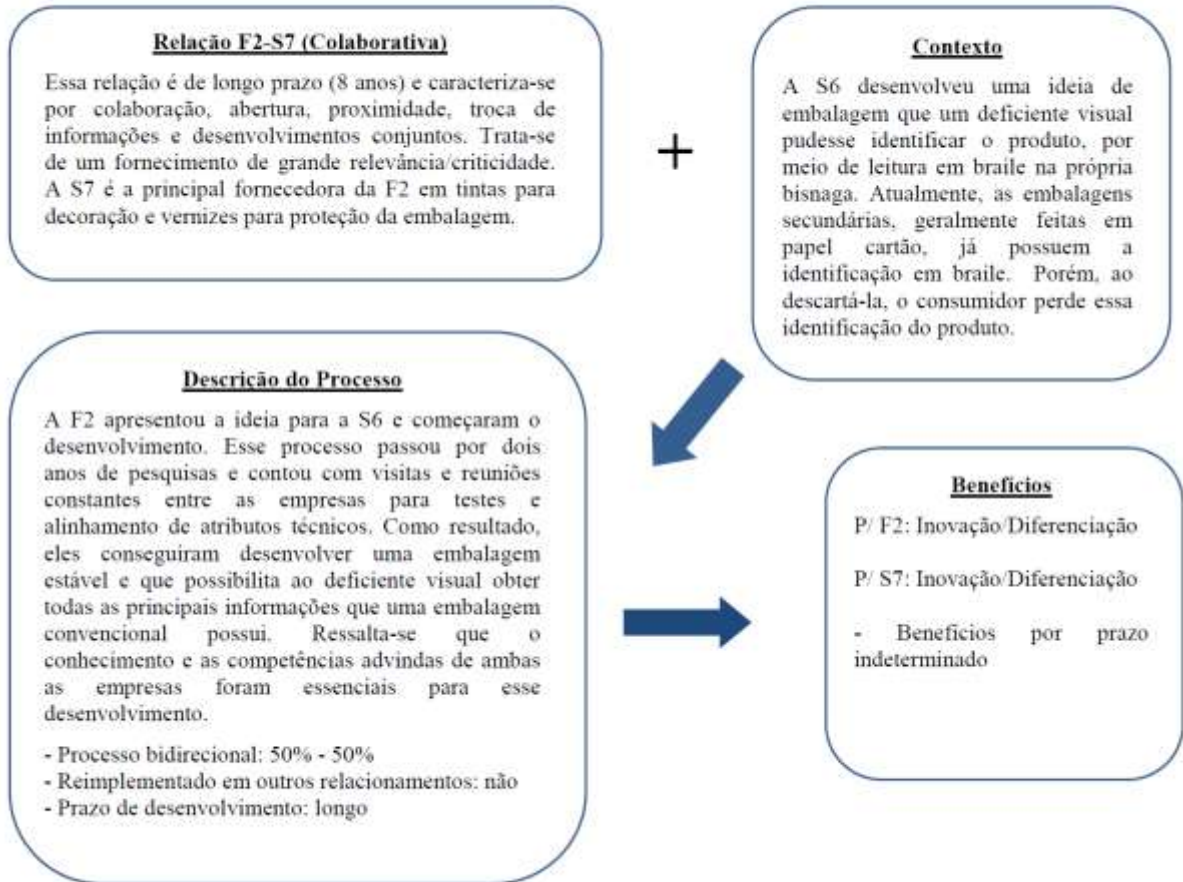 Relação F2-S7 (Colaborativa)
Essa relação é de longo prazo (8 anos) e caracteriza-se
por colaboração, abertura, proximidade, troca de
informações e desenvolvimentos conjuntos. Trata-se
de um fornecimento de grande relevância/criticidade.
A S7 é a principal fornecedora da F2 em tintas para
decoração e vernizes para proteção da embalagem.
+
Contexto
A S6 desenvolveu uma ideia de
embalagem que um deficiente visual
pudesse identificar o produto, por
meio de leitura em braile na própria
bisnaga. Atualmente, as embalagens
secundárias, geralmente feitas em
papel cartão, já possuem a
identificação em braile. Porém, ao
descartá-la, o consumidor perde essa
identificação do produto.
Descrição do Processo
A F2 apresentou a ideia para a S6 e começaram o
desenvolvimento. Esse processo passou por dois
anos de pesquisas e contou com visitas e reuniões
constantes entre as empresas para testes e
alinhamento de atributos técnicos. Como resultado,
eles conseguiram desenvolver uma embalagem
estável e que possibilita ao deficiente visual obter
todas as principais informações que uma embalagem
convencional possui. Ressalta-se que o
conhecimento e as competências advindas de ambas
as empresas foram essenciais para esse
desenvolvimento.
- Processo bidirecional: 50% - 50%
- Reimplementado em outros relacionamentos: não
- Prazo de desenvolvimento: longo
Benefícios
P/ F2: Inovação/Diferenciação
P/ S7: Inovação/Diferenciação
- Benefícios por prazo
indeterminado